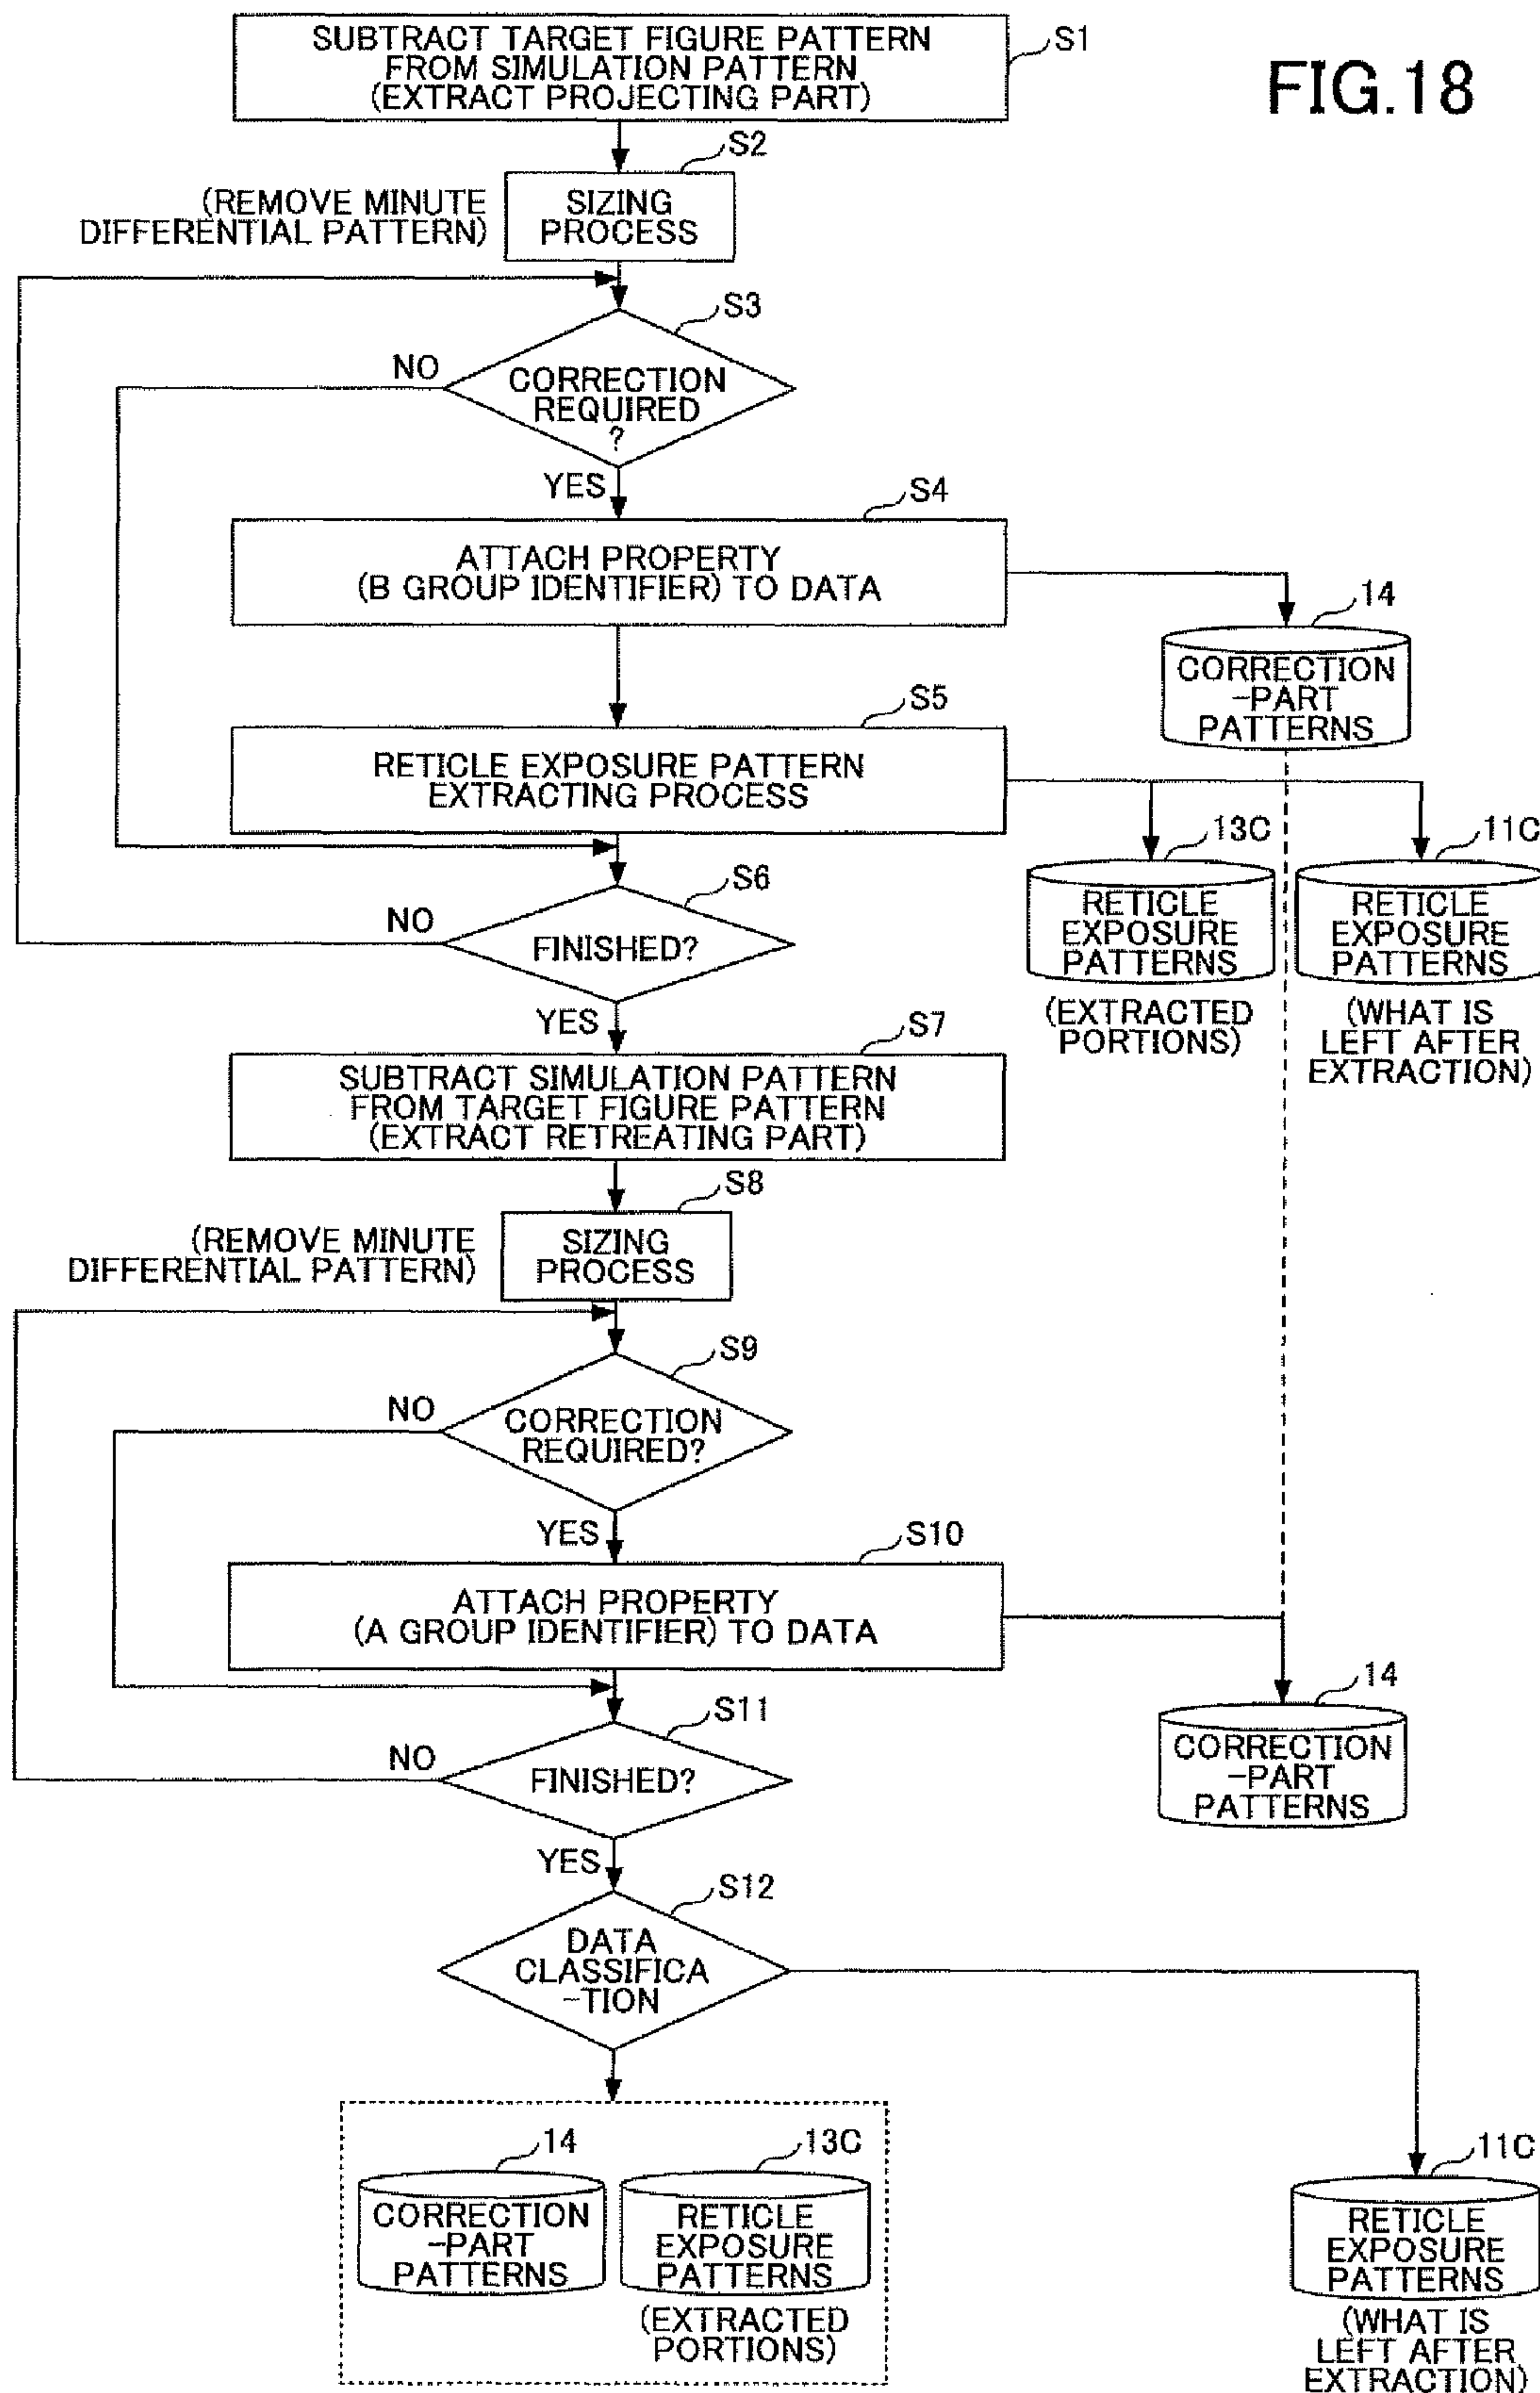 FIG.18
SUBTRACT TARGET FIGURE PATTERN
FROM SIMULATION PATTERN
(EXTRACT PROJECTING PART)
S1
S2
(REMOVE MINUTE
DIFFERENTIAL PATTERN)
SIZING
PROCESS
S3
NO
CORRECTION
REQUIRED
?
YES
S4
ATTACH PROPERTY
(B GROUP IDENTIFIER) TO DATA
14
CORRECTION
-PART
PATTERNS
S5
RETICLE EXPOSURE PATTERN
EXTRACTING PROCESS
13C
RETICLE
EXPOSURE
PATTERNS
(EXTRACTED
PORTIONS)
11C
RETICLE
EXPOSURE
PATTERNS
(WHAT IS
LEFT AFTER
EXTRACTION)
S6
NO
FINISHED?
YES
S7
SUBTRACT SIMULATION PATTERN
FROM TARGET FIGURE PATTERN
(EXTRACT RETREATING PART)
S8
(REMOVE MINUTE
DIFFERENTIAL PATTERN)
SIZING
PROCESS
S9
NO
CORRECTION
REQUIRED?
YES
S10
ATTACH PROPERTY
(A GROUP IDENTIFIER) TO DATA
14
CORRECTION
-PART
PATTERNS
S11
NO
FINISHED?
YES
S12
DATA
CLASSIFICA
-TION
14
CORRECTION
-PART
PATTERNS
13C
RETICLE
EXPOSURE
PATTERNS
(EXTRACTED
PORTIONS)
11C
RETICLE
EXPOSURE
PATTERNS
(WHAT IS
LEFT AFTER
EXTRACTION)